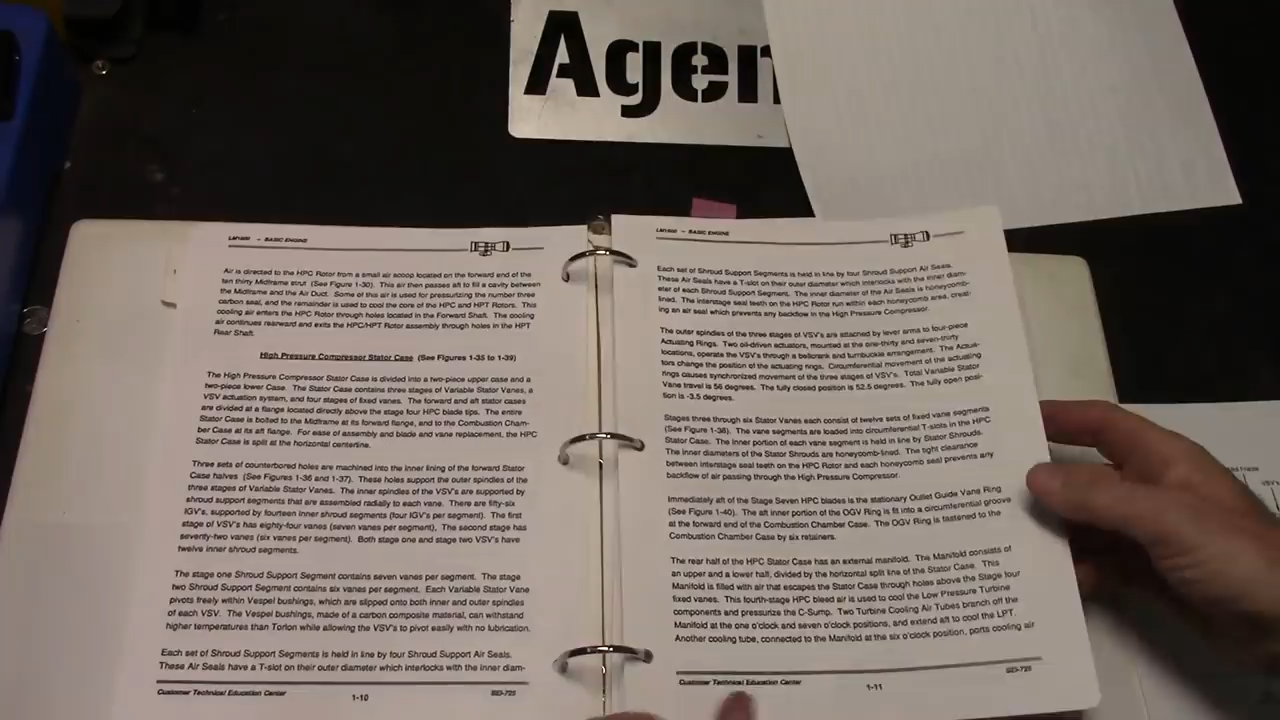 Agen
LM1600 – BASIC ENGINE
Air is directed to the HPC Rotor from a small air scoop located on the forward end of the
ten thirty Midframe strut (See Figure 1-30). This air then passes aft to fill a cavity between
the Midframe and the Air Duct. Some of this air is used for pressurizing the number three
carbon seal, and the remainder is used to cool the core of the HPC and HPT Rotors. This
cooling air enters the HPC Rotor through holes located in the Forward Shaft. The cooling
air continues rearward and exits the HPC/HPT Rotor assembly through holes in the HPT
Rear Shaft.
High Pressure Compressor Stator Case (See Figures 1-35 to 1-39)
The High Pressure Compressor Stator Case is divided into a two-piece upper case and a
two-piece lower Case. The Stator Case contains three stages of Variable Stator Vanes, a
VSV actuation system, and four stages of fixed vanes. The forward and aft stator cases
are divided at a flange located directly above the stage four HPC blade tips. The entire
Stator Case is bolted to the Midframe at its forward flange, and to the Combustion Cham-
ber Case at its aft flange. For ease of assembly and blade and vane replacement, the HPC
Stator Case is split at the horizontal centerline.
Three sets of counterbored holes are machined into the inner lining of the forward Stator
Case halves (See Figures 1-36 and 1-37). These holes support the outer spindles of the
three stages of Variable Stator Vanes. The inner spindles of the VSV's are supported by
shroud support segments that are assembled radially to each vane. There are fifty-six
IGV's, supported by fourteen inner shroud segments (four IGV's per segment). The first
stage of VSV's has eighty-four vanes (seven vanes per segment), The second stage has
seventy-two vanes (six vanes per segment). Both stage one and stage two VSV's have
twelve inner shroud segments.
The stage one Shroud Support Segment contains seven vanes per segment. The stage
two Shroud Support Segment contains six vanes per segment. Each Variable Stator Vane
pivots freely within Vespel bushings, which are slipped onto both inner and outer spindles
of each VSV. The Vespel bushings, made of a carbon composite material, can withstand
higher temperatures than Torlon while allowing the VSV's to pivot easily with no lubrication.
Each set of Shroud Support Segments is held in line by four Shroud Support Air Seals.
These Air Seals have a T-slot on their outer diameter which interlocks with the inner diam-
Customer Technical Education Center
1-10
SEI-725
LM1600 – BASIC ENGINE
Each set of Shroud Support Segments is held in line by four Shroud Support Air Seals.
These Air Seals have a T-slot on their outer diameter which interlocks with the inner diam-
eter of each Shroud Support Segment. The inner diameter of the Air Seals is honeycomb-
lined. The interstage seal teeth on the HPC Rotor run within each honeycomb area, creat-
ing an air seal which prevents any backflow in the High Pressure Compressor.
The outer spindles of the three stages of VSV's are attached by lever arms to four-piece
Actuating Rings. Two oil-driven actuators, mounted at the one-thirty and seven-thirty
locations, operate the VSV's through a bellcrank and turnbuckle arrangement. The Actua-
tors change the position of the actuating rings. Circumferential movement of the actuating
rings causes synchronized movement of the three stages of VSV's. Total Variable Stator
Vane travel is 56 degrees. The fully closed position is 52.5 degrees. The fully open posi-
tion is -3.5 degrees.
Stages three through six Stator Vanes each consist of twelve sets of fixed vane segments
(See Figure 1-38). The vane segments are loaded into circumferential T-slots in the HPC
Stator Case. The inner portion of each vane segment is held in line by Stator Shrouds.
The inner diameters of the Stator Shrouds are honeycomb-lined. The tight clearance
between interstage seal teeth on the HPC Rotor and each honeycomb seal prevents any
backflow of air passing through the High Pressure Compressor.
Immediately aft of the Stage Seven HPC blades is the stationary Outlet Guide Vane Ring
(See Figure 1-40). The aft inner portion of the OGV Ring is fit into a circumferential groove
at the forward end of the Combustion Chamber Case. The OGV Ring is fastened to the
Combustion Chamber Case by six retainers.
The rear half of the HPC Stator Case has an external manifold. The Manifold consists of
an upper and a lower half, divided by the horizontal split line of the Stator Case. This
Manifold is filled with air that escapes the Stator Case through holes above the Stage four
fixed vanes. This fourth-stage HPC bleed air is used to cool the Low Pressure Turbine
components and pressurize the C-Sump. Two Turbine Cooling Air Tubes branch off the
Manifold at the one o'clock and seven o'clock positions, and extend aft to cool the LPT.
Another cooling tube, connected to the Manifold at the six o'clock position, ports cooling air
Customer Technical Education Center
1-11
SEI-725